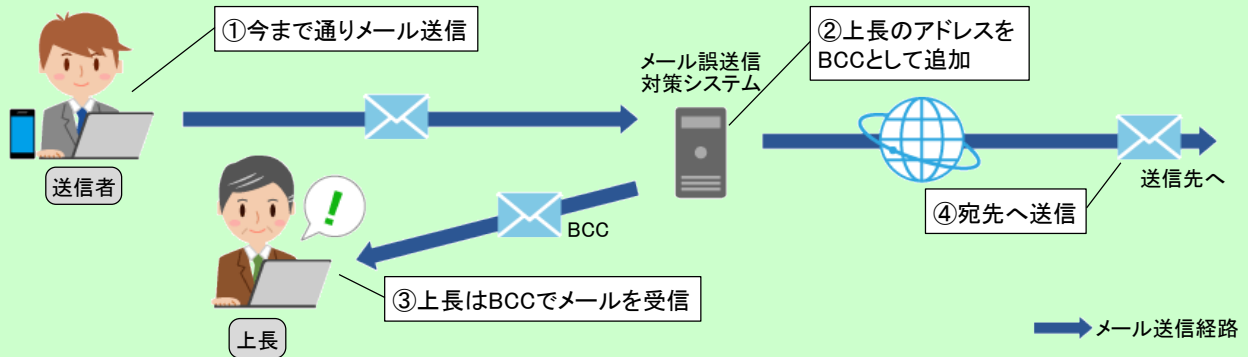 ①今まで通りメール送信
②上長のアドレスを
BCCとして追加
メール誤送信
対策システム
送信者
送信先へ
④宛先へ送信
BCC
③上長はBCCでメールを受信
上長
メール送信経路